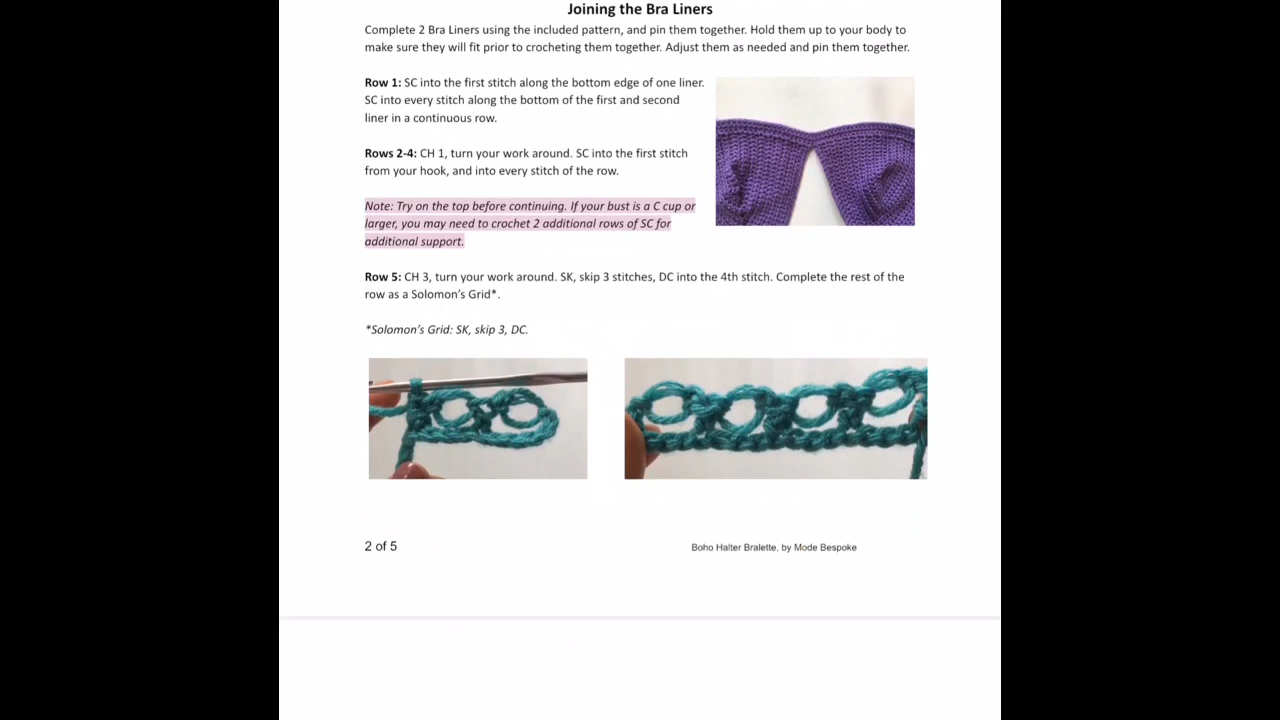 Joining the Bra Liners
Complete 2 Bra Liners using the included pattern, and pin them together. Hold them up to your body to
make sure they will fit prior to crocheting them together. Adjust them as needed and pin them together.
Row 1: SC into the first stitch along the bottom edge of one liner.
SC into every stitch along the bottom of the first and second
liner in a continuous row.
Rows 2-4: CH 1, turn your work around. SC into the first stitch
from your hook, and into every stitch of the row.
Note: Try on the top before continuing. If your bust is a C cup or
larger, you may need to crochet 2 additional rows of SC for
additional support.
Row 5: CH 3, turn your work around. SK, skip 3 stitches, DC into the 4th stitch. Complete the rest of the
row as a Solomon's Grid*.
*Solomon's Grid: SK, skip 3, DC.
2 of 5
Boho Halter Bralette, by Mode Bespoke